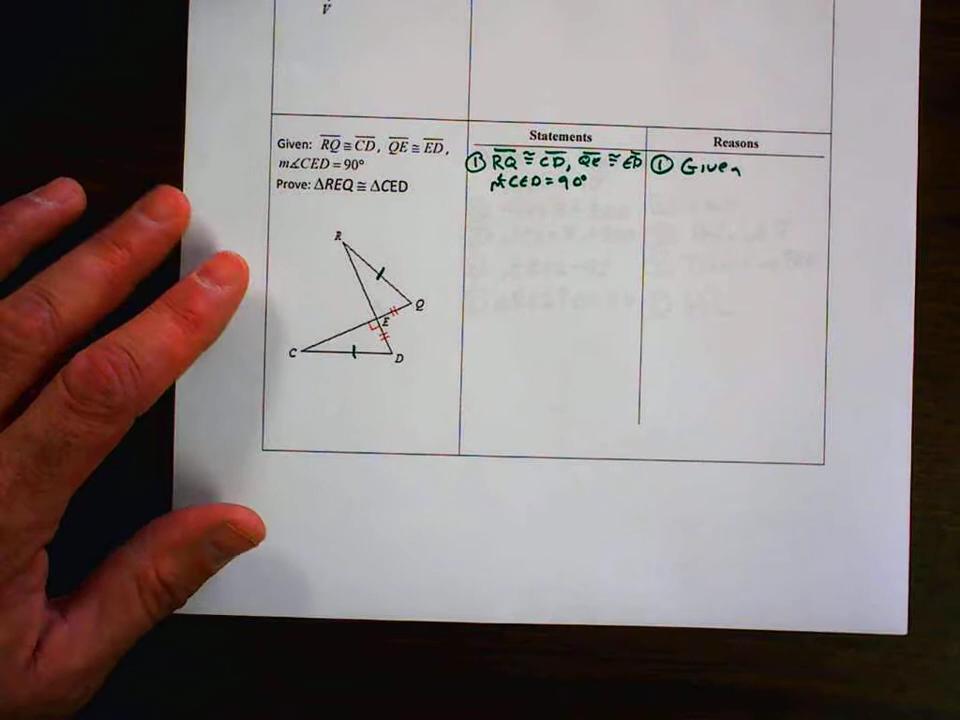 V
Statements
Reasons
Given: RQ ≅ CD, QE ≅ ED,
m∡CED = 90°
Prove: ΔREQ ≅ ΔCED
① RQ ≅ CD, QE ≅ ED
∡CED = 90°
① Given
R
Q
E
C
D